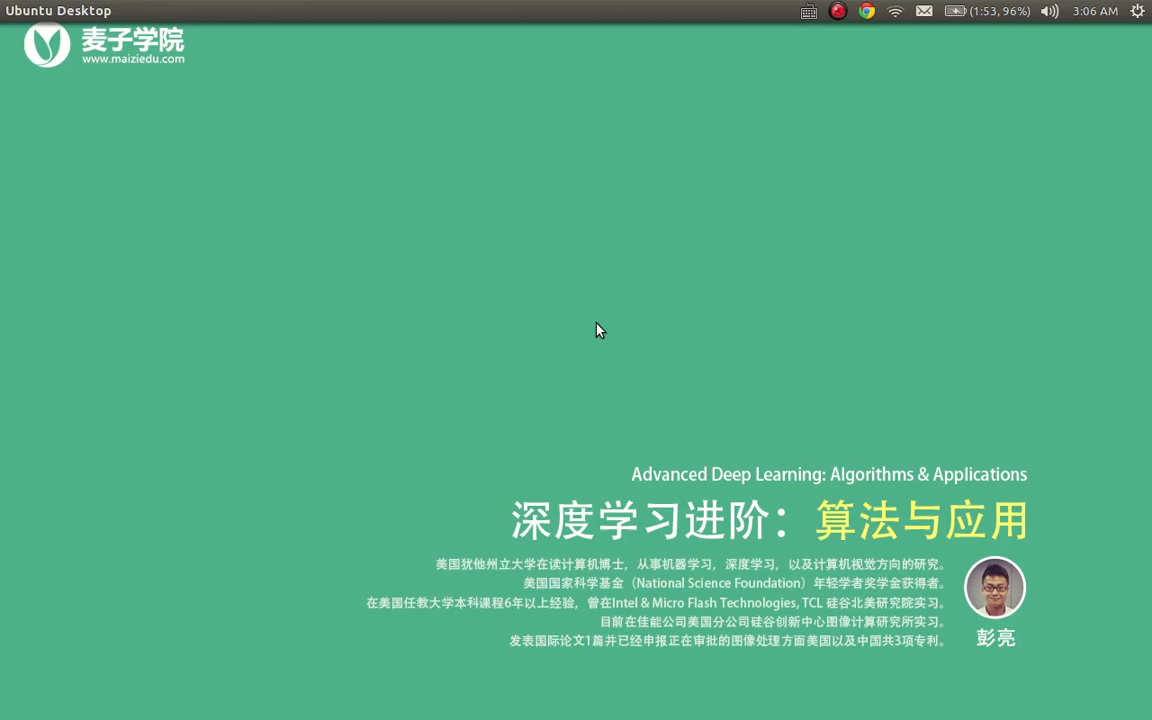 Ubuntu Desktop
(1:53, 96%)
3:06 AM
麦子学院
www.maiziedu.com
Advanced Deep Learning: Algorithms & Applications
深度学习进阶：算法与应用
美国犹他州立大学在读计算机博士，从事机器学习，深度学习，以及计算机视觉方向的研究。
美国国家科学基金（National Science Foundation）年轻学者奖学金获得者。
在美国任教大学本科课程6年以上经验，曾在Intel & Micro Flash Technologies, TCL 硅谷北美研究院实习。
目前在佳能公司美国分公司硅谷创新中心图像计算研究所实习。
发表国际论文1篇并已经申报正在审批的图像处理方面美国以及中国共3项专利。
彭亮